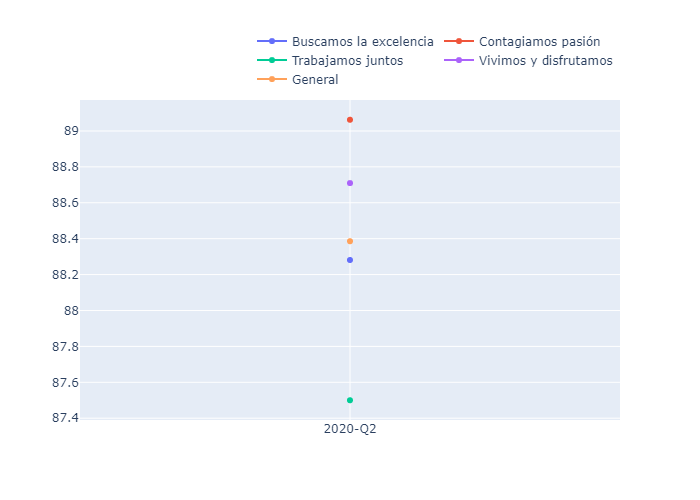 Buscamos la excelencia Contagiamos pasión
Trabajamos juntos Vivimos y disfrutamos
General
89
88.8
88.6
88.4
88.2
88
87.8
87.6
87.4
2020-Q2